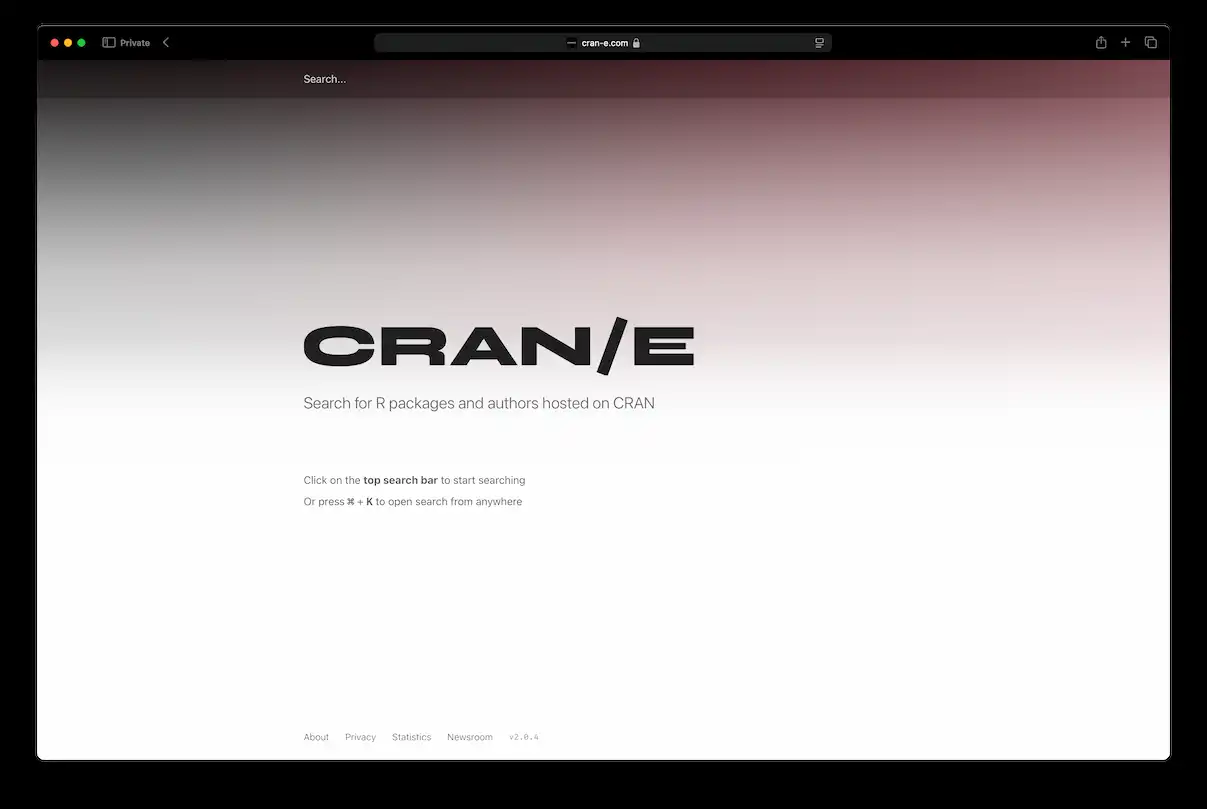 Private
cran-e.com
Search...
CRAN/E
Search for R packages and authors hosted on CRAN
Click on the top search bar to start searching
Or press ⌘ + K to open search from anywhere
About Privacy Statistics Newsroom v2.0.4